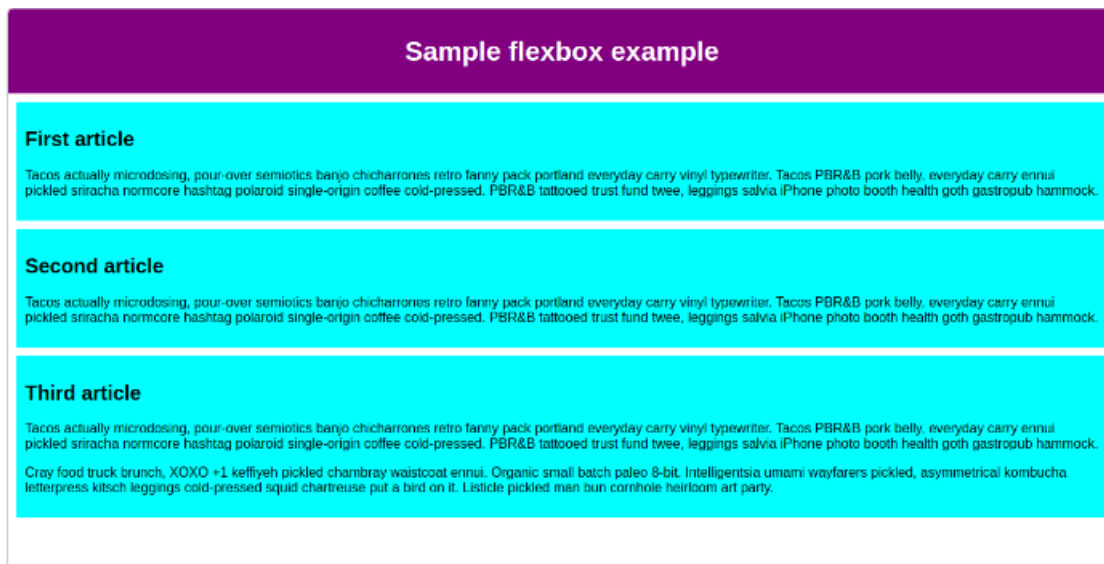 Sample flexbox example
First article
Tacos actually microdosing, pour-over semiotics banjo chicharrones retro fanny pack portland everyday carry vinyl typewriter. Tacos PBR&B pork belly, everyday carry ennui
pickled sriracha normcore hashtag polaroid single-origin coffee cold-pressed. PBR&B tattooed trust fund twee, leggings salvia iPhone photo booth health goth gastropub hammock.
Second article
Tacos actually microdosing, pour-over semiotics banjo chicharrones retro fanny pack portland everyday carry vinyl typewriter. Tacos PBR&B pork belly, everyday carry ennui
pickled sriracha normcore hashtag polaroid single-origin coffee cold-pressed. PBR&B tattooed trust fund twee, leggings salvia iPhone photo booth health goth gastropub hammock.
Third article
Tacos actually microdosing, pour-over semiotics banjo chicharrones retro fanny pack portland everyday carry vinyl typewriter. Tacos PBR&B pork belly, everyday carry ennui
pickled sriracha normcore hashtag polaroid single-origin coffee cold-pressed. PBR&B tattooed trust fund twee, leggings salvia iPhone photo booth health goth gastropub hammock.
Cray food truck brunch, XOXO +1 keffiyeh pickled chambray waistcoat ennui. Organic small batch paleo 8-bit. Intelligentsia umami wayfarers pickled, asymmetrical kombucha
letterpress kitsch leggings cold-pressed squid chartreuse put a bird on it. Listicle pickled man bun cornhole heirloom art party.